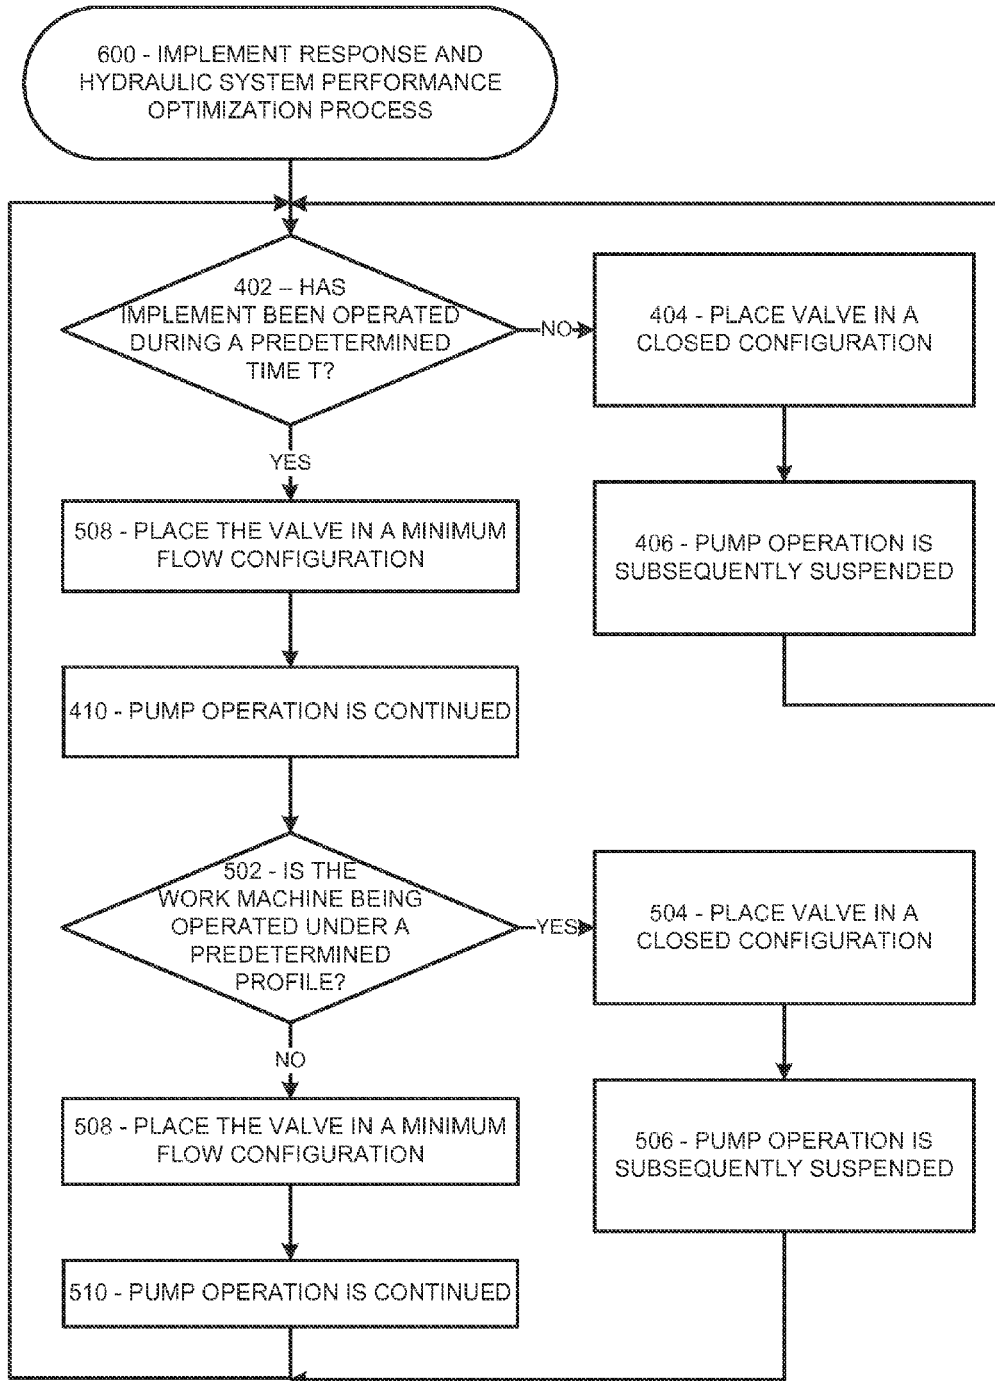 600 - IMPLEMENT RESPONSE AND
HYDRAULIC SYSTEM PERFORMANCE
OPTIMIZATION PROCESS
402 – HAS
IMPLEMENT BEEN OPERATED
DURING A PREDETERMINED
TIME T?
NO
404 - PLACE VALVE IN A
CLOSED CONFIGURATION
YES
406 - PUMP OPERATION IS
SUBSEQUENTLY SUSPENDED
508 - PLACE THE VALVE IN A MINIMUM
FLOW CONFIGURATION
410 - PUMP OPERATION IS CONTINUED
502 - IS THE
WORK MACHINE BEING
OPERATED UNDER A
PREDETERMINED
PROFILE?
YES
504 - PLACE VALVE IN A
CLOSED CONFIGURATION
NO
508 - PLACE THE VALVE IN A MINIMUM
FLOW CONFIGURATION
506 - PUMP OPERATION IS
SUBSEQUENTLY SUSPENDED
510 - PUMP OPERATION IS CONTINUED